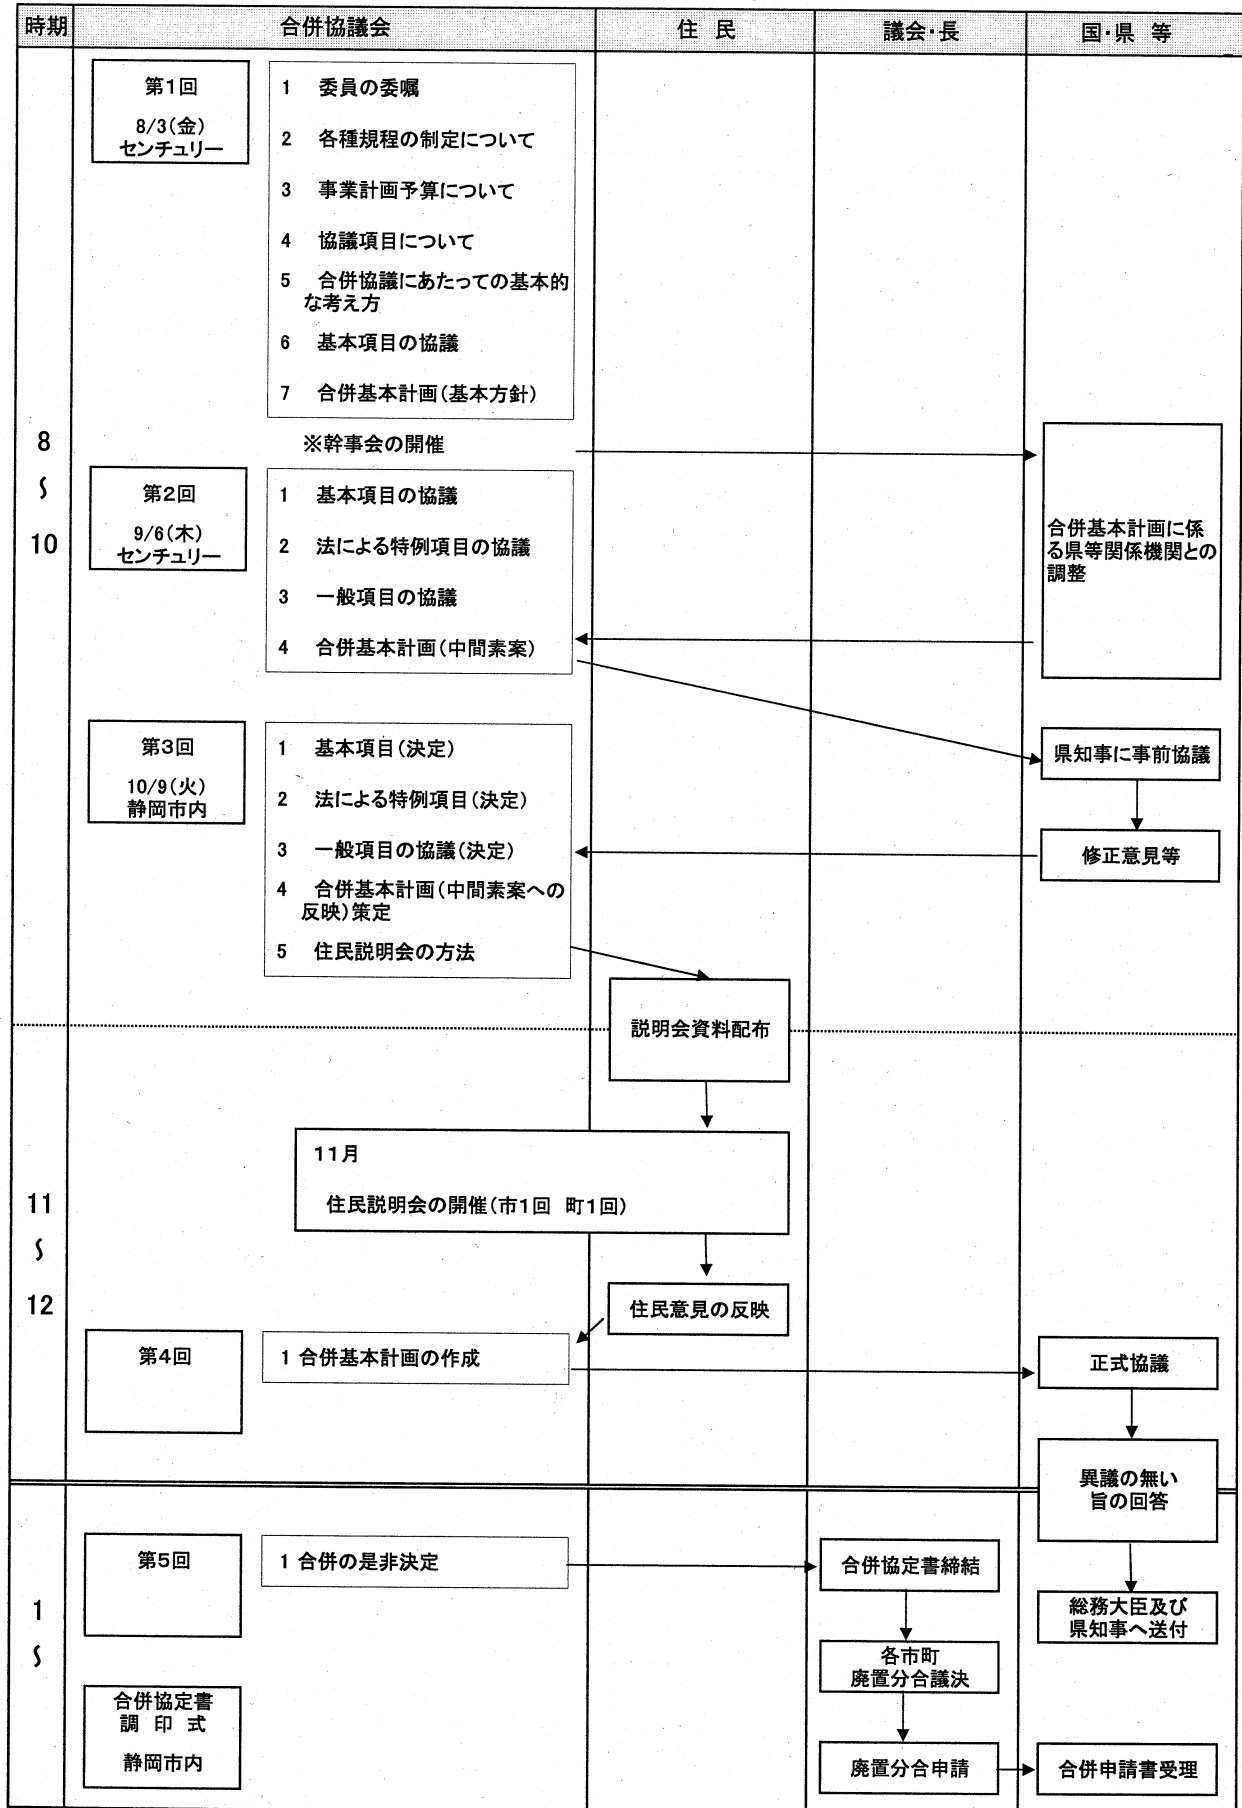 時期 合併協議会 住 民 議会・長 国・県 等
8
〜
10
第1回
8/3(金)
センチュリー
1 委員の委嘱
2 各種規程の制定について
3 事業計画予算について
4 協議項目について
5 合併協議にあたっての基本的
な考え方
6 基本項目の協議
7 合併基本計画(基本方針)
※幹事会の開催
合併基本計画に係
る県等関係機関との
調整
第2回
9/6(木)
センチュリー
1 基本項目の協議
2 法による特例項目の協議
3 一般項目の協議
4 合併基本計画(中間素案)
県知事に事前協議
修正意見等
第3回
10/9(火)
静岡市内
1 基本項目(決定)
2 法による特例項目(決定)
3 一般項目の協議(決定)
4 合併基本計画(中間素案への
反映)策定
5 住民説明会の方法
説明会資料配布
11
〜
12
11月
住民説明会の開催(市1回 町1回)
住民意見の反映
第4回
1 合併基本計画の作成
正式協議
異議の無い
旨の回答
1
〜
第5回
1 合併の是非決定
合併協定書締結
総務大臣及び
県知事へ送付
各市町
廃置分合議決
合併協定書
調 印 式
静岡市内
廃置分合申請
合併申請書受理